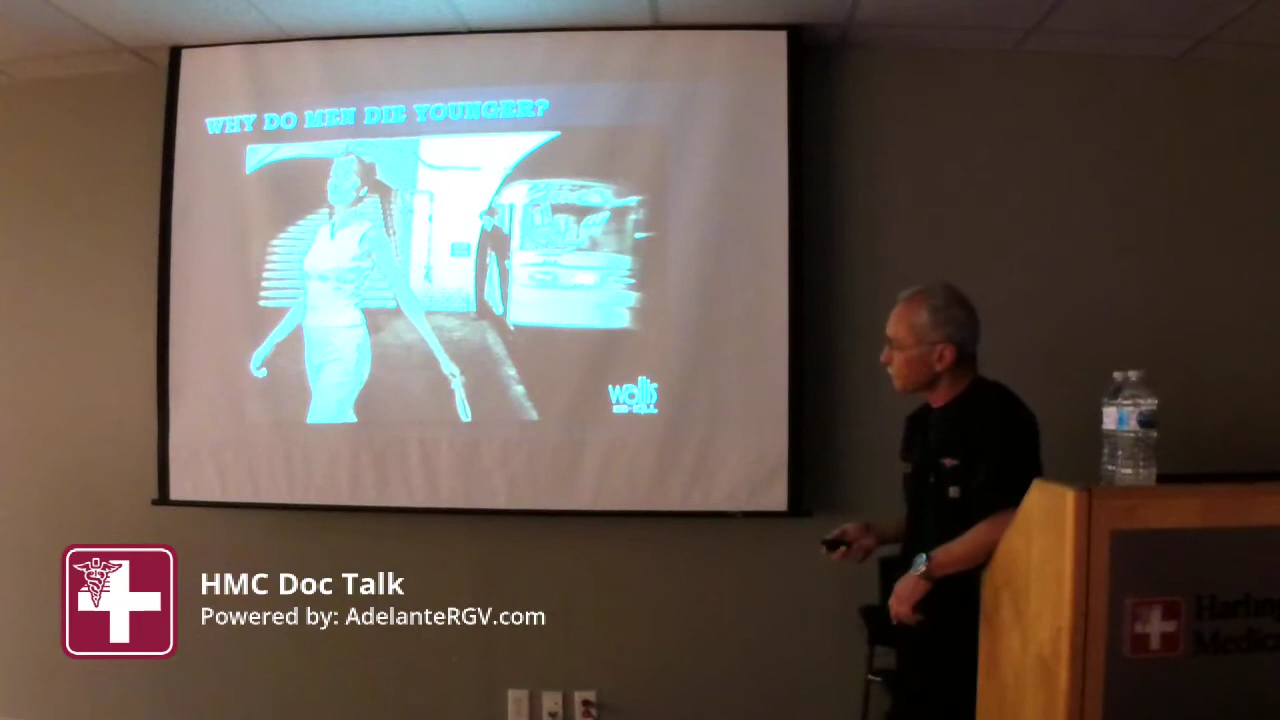 WHY DO MEN DIE YOUNGER?
wallis
HMC Doc Talk
Powered by: AdelanteRGV.com